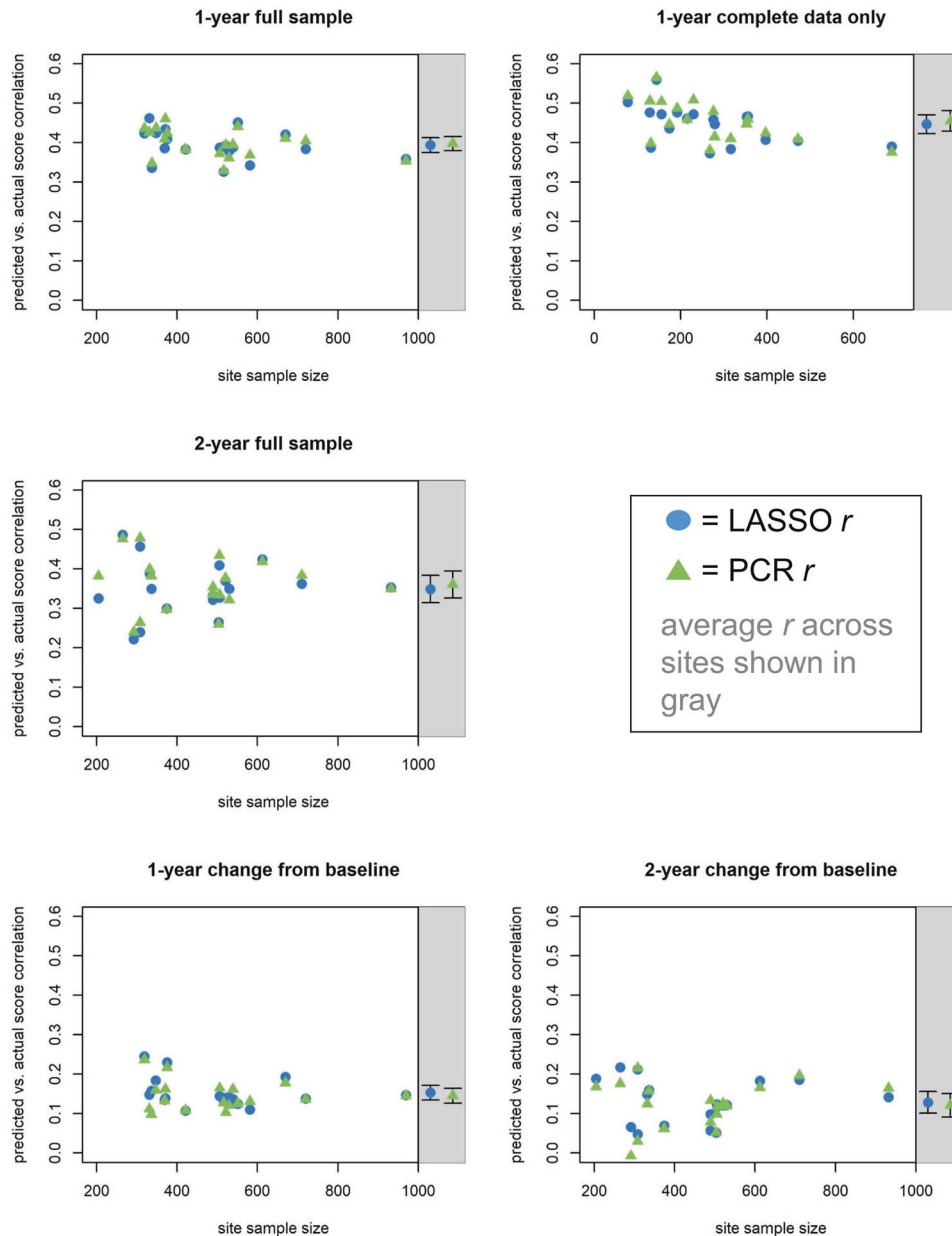 1-year full sample
predicted vs. actual score correlation
0.6
0.5
0.4
0.3
0.2
0.1
0.0
200 400 600 800 1000
site sample size
1-year complete data only
predicted vs. actual score correlation
0.6
0.5
0.4
0.3
0.2
0.1
0.0
0 200 400 600
site sample size
2-year full sample
predicted vs. actual score correlation
0.6
0.5
0.4
0.3
0.2
0.1
0.0
200 400 600 800 1000
site sample size
= LASSO r
= PCR r
average r across
sites shown in
gray
1-year change from baseline
predicted vs. actual score correlation
0.6
0.5
0.4
0.3
0.2
0.1
0.0
200 400 600 800 1000
site sample size
2-year change from baseline
predicted vs. actual score correlation
0.6
0.5
0.4
0.3
0.2
0.1
0.0
200 400 600 800 1000
site sample size